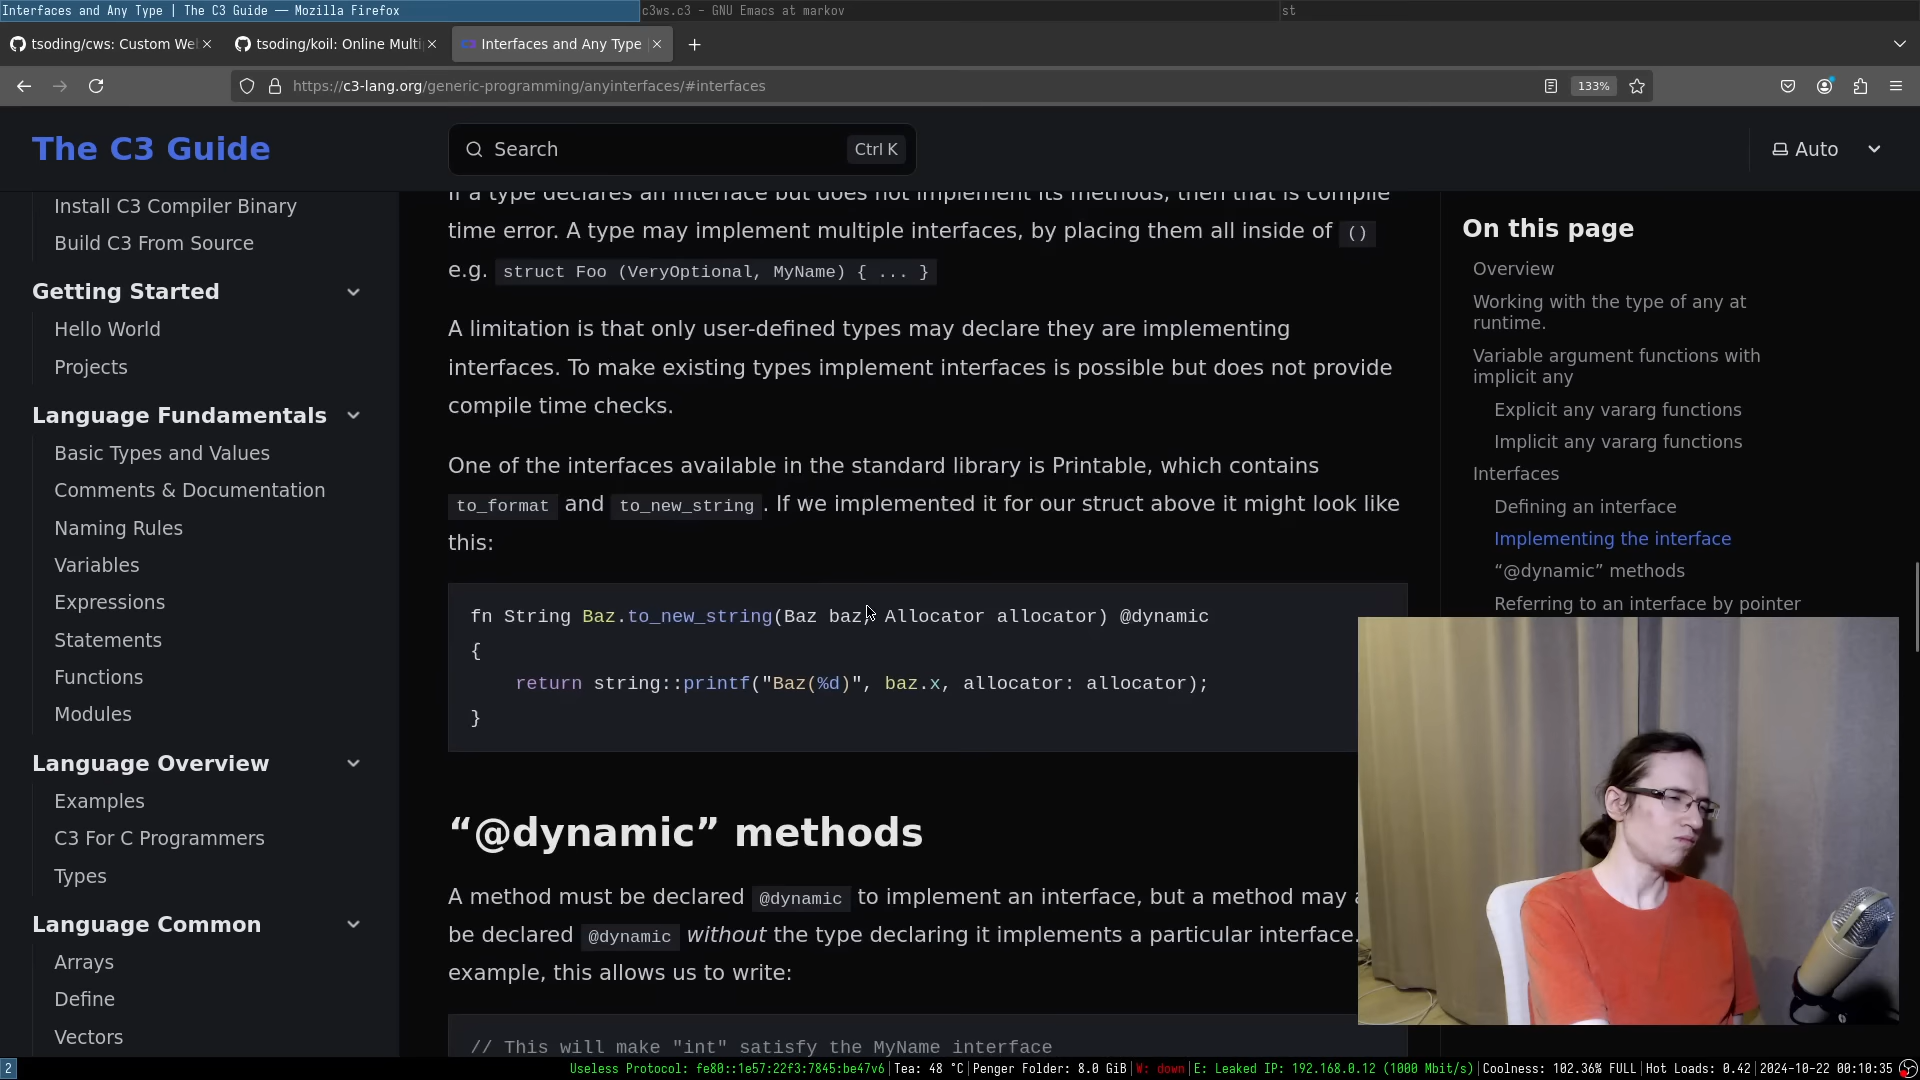 Interfaces and Any Type | The C3 Guide — Mozilla Firefox
c3ws.c3 - GNU Emacs at markov
st
tsoding/cws: Custom We
tsoding/koil: Online Multi
Interfaces and Any Type |
https://c3-lang.org/generic-programming/anyinterfaces/#interfaces
133%
The C3 Guide
Search
Ctrl K
Auto
Install C3 Compiler Binary
Build C3 From Source
Getting Started
Hello World
Projects
Language Fundamentals
Basic Types and Values
Comments & Documentation
Naming Rules
Variables
Expressions
Statements
Functions
Modules
Language Overview
Examples
C3 For C Programmers
Types
Language Common
Arrays
Define
Vectors
If a type declares an interface but does not implement its methods, then that is compile
time error. A type may implement multiple interfaces, by placing them all inside of ()
e.g. struct Foo (VeryOptional, MyName) { ... }
A limitation is that only user-defined types may declare they are implementing
interfaces. To make existing types implement interfaces is possible but does not provide
compile time checks.
One of the interfaces available in the standard library is Printable, which contains
to_format and to_new_string. If we implemented it for our struct above it might look like
this:
fn String Baz.to_new_string(Baz baz, Allocator allocator) @dynamic
{
return string::printf("Baz(%d)", baz.x, allocator: allocator);
}
“@dynamic” methods
A method must be declared @dynamic to implement an interface, but a method may
be declared @dynamic without the type declaring it implements a particular interface.
example, this allows us to write:
// This will make "int" satisfy the MyName interface
On this page
Overview
Working with the type of any at
runtime.
Variable argument functions with
implicit any
Explicit any vararg functions
Implicit any vararg functions
Interfaces
Defining an interface
Implementing the interface
“@dynamic” methods
Referring to an interface by pointer
2
Useless Protocol: fe80::1e57:22f3:7845:be47v6|Tea: 48 °C|Penger Folder: 8.0 GiB|W: down|E: Leaked IP: 192.168.0.12 (1000 Mbit/s)|Coolness: 102.36% FULL|Hot Loads: 0.42|2024-10-22 00:10:35